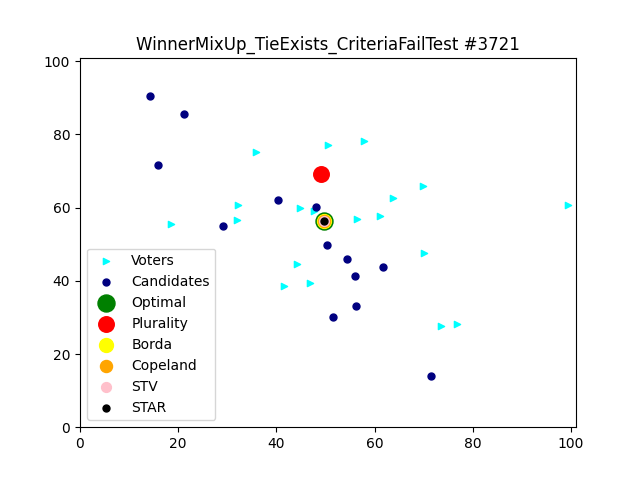 WinnerMixUp_TieExists_CriteriaFailTest #3721
100
80
60
40
20
0
Voters
Candidates
Optimal
Plurality
Borda
Copeland
STV
STAR
0 20 40 60 80 100